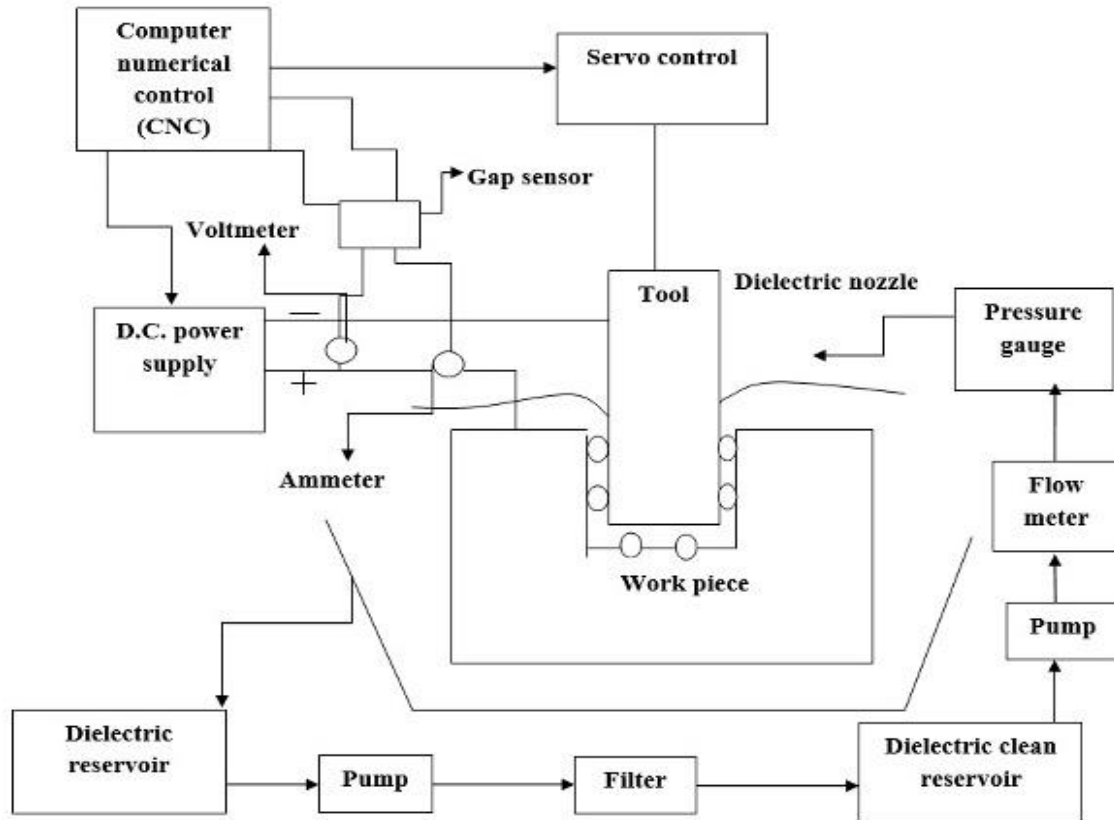 Computer
numerical
control
(CNC)
Servo control
Gap sensor
Voltmeter
Tool
Dielectric nozzle
Pressure
gauge
D.C. power
supply
—
+
Ammeter
Flow
meter
Work piece
Pump
Dielectric
reservoir
Pump
Filter
Dielectric clean
reservoir